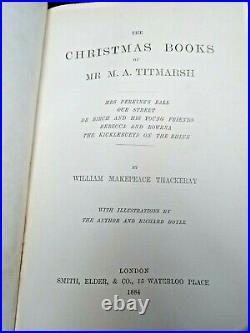 THE
CHRISTMAS BOOKS
OF
MR M. A. TITMARSH
MRS PERKINS'S BALL
OUR STREET
DR BIRCH AND HIS YOUNG FRIENDS
REBECCA AND ROWENA
THE KICKLEBURYS ON THE RHINE
BY
WILLIAM MAKEPEACE THACKERAY
WITH ILLUSTRATIONS BY
THE AUTHOR AND RICHARD DOYLE
LONDON
SMITH, ELDER, & CO., 15 WATERLOO PLACE
1884